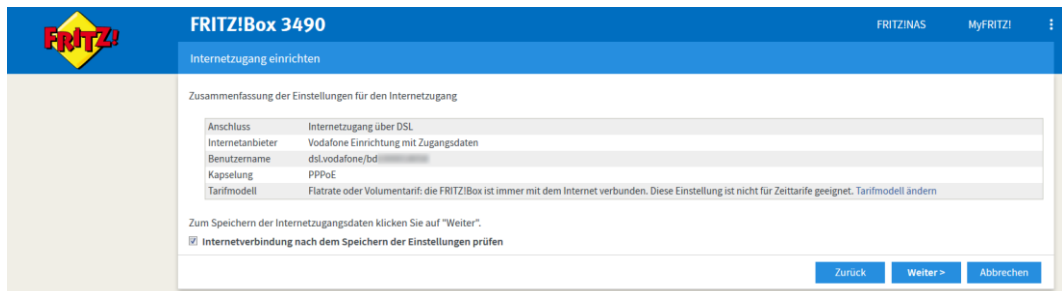 FRITZ!
FRITZ!Box 3490
FRITZ!NAS MyFRITZ!
Internetzugang einrichten
Zusammenfassung der Einstellungen für den Internetzugang
Anschluss Internetzugang über DSL
Internetanbieter Vodafone Einrichtung mit Zugangsdaten
Benutzername dsl.vodafone/bd
Kapselung PPPoE
Tarifmodell Flatrate oder Volumentarif: die FRITZ!Box ist immer mit dem Internet verbunden. Diese Einstellung ist nicht für Zeittarife geeignet. Tarifmodell ändern
Zum Speichern der Internetzugangsdaten klicken Sie auf "Weiter".
Internetverbindung nach dem Speichern der Einstellungen prüfen
Zurück Weiter > Abbrechen